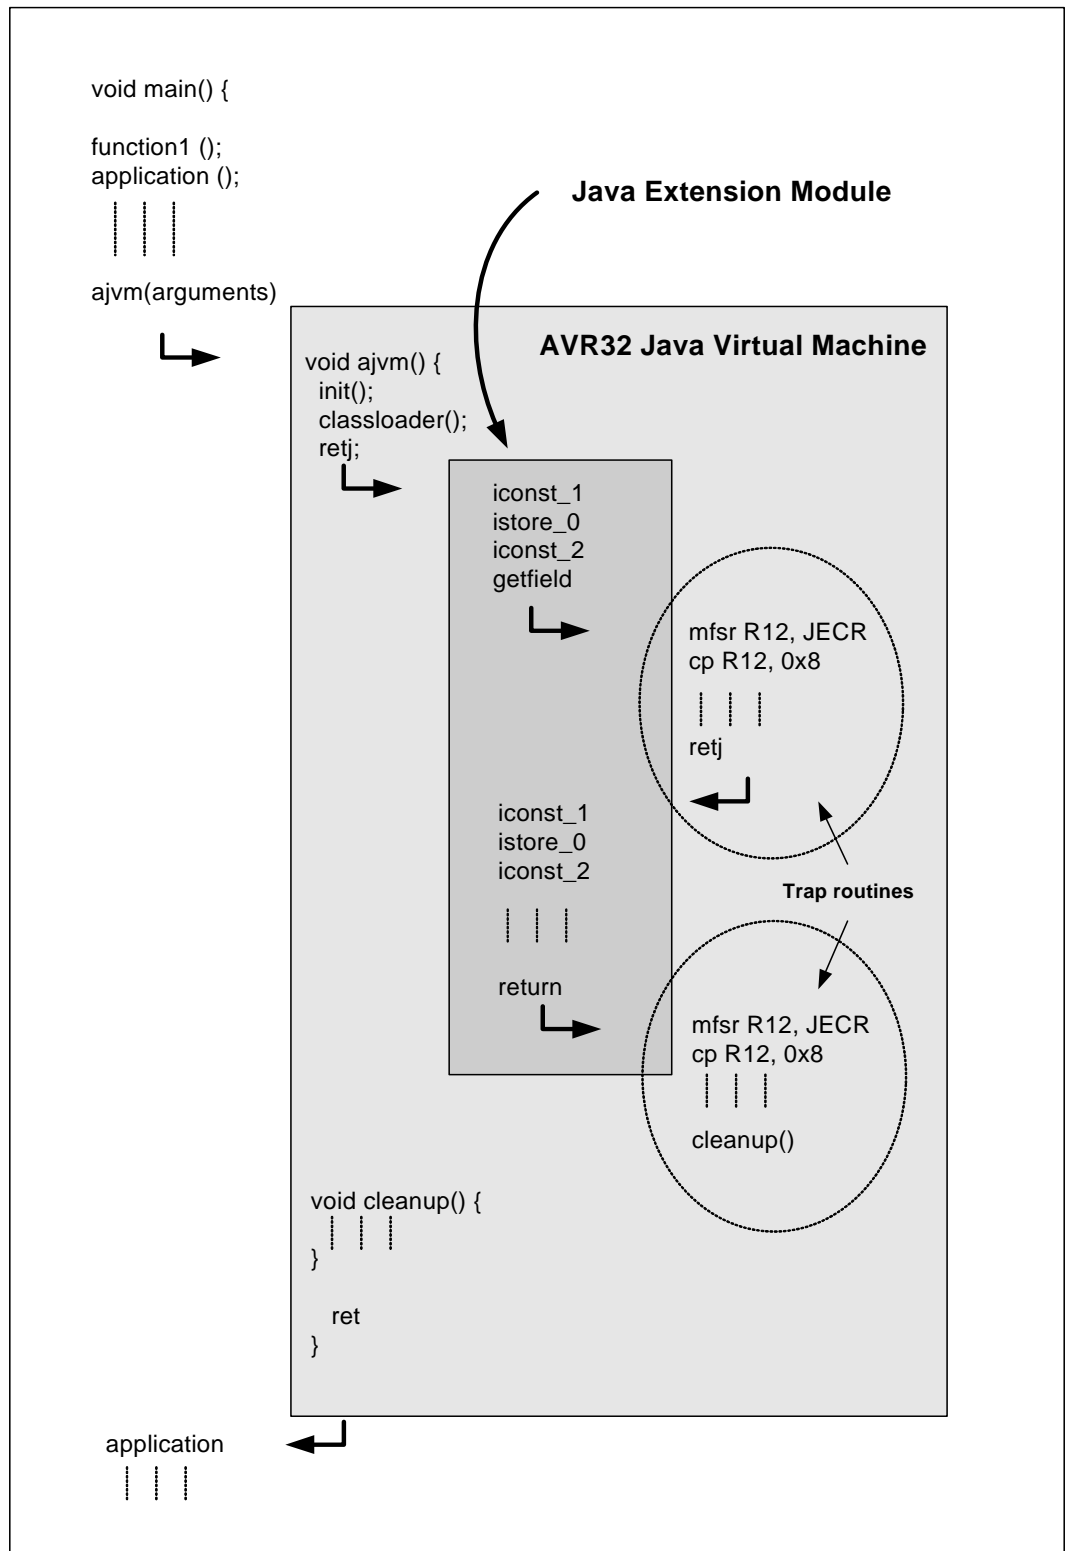 void main() {
function1 ();
application ();
Java Extension Module
ajvm(arguments)
AVR32 Java Virtual Machine
void ajvm() {
init();
classloader();
retj;
iconst_1
istore_0
iconst_2
getfield
mfsr R12, JECR
cp R12, 0x8
retj
iconst_1
istore_0
iconst_2
Trap routines
return
mfsr R12, JECR
cp R12, 0x8
cleanup()
void cleanup() {
}
ret
}
application